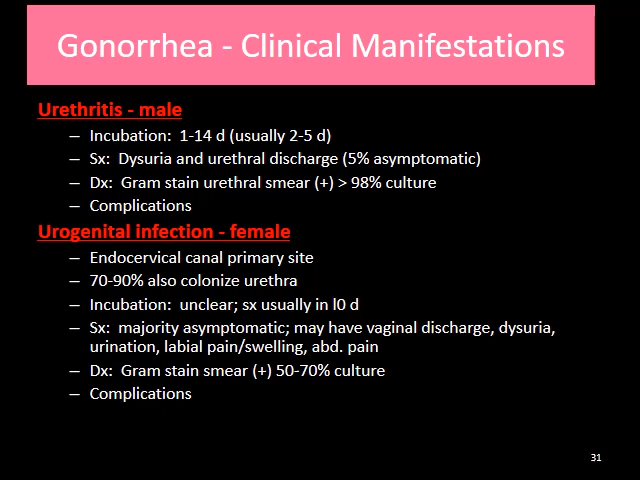 Gonorrhea - Clinical Manifestations
Urethritis - male
– Incubation: 1-14 d (usually 2-5 d)
– Sx: Dysuria and urethral discharge (5% asymptomatic)
– Dx: Gram stain urethral smear (+) > 98% culture
– Complications
Urogenital infection - female
– Endocervical canal primary site
– 70-90% also colonize urethra
– Incubation: unclear; sx usually in l0 d
– Sx: majority asymptomatic; may have vaginal discharge, dysuria,
urination, labial pain/swelling, abd. pain
– Dx: Gram stain smear (+) 50-70% culture
– Complications
31